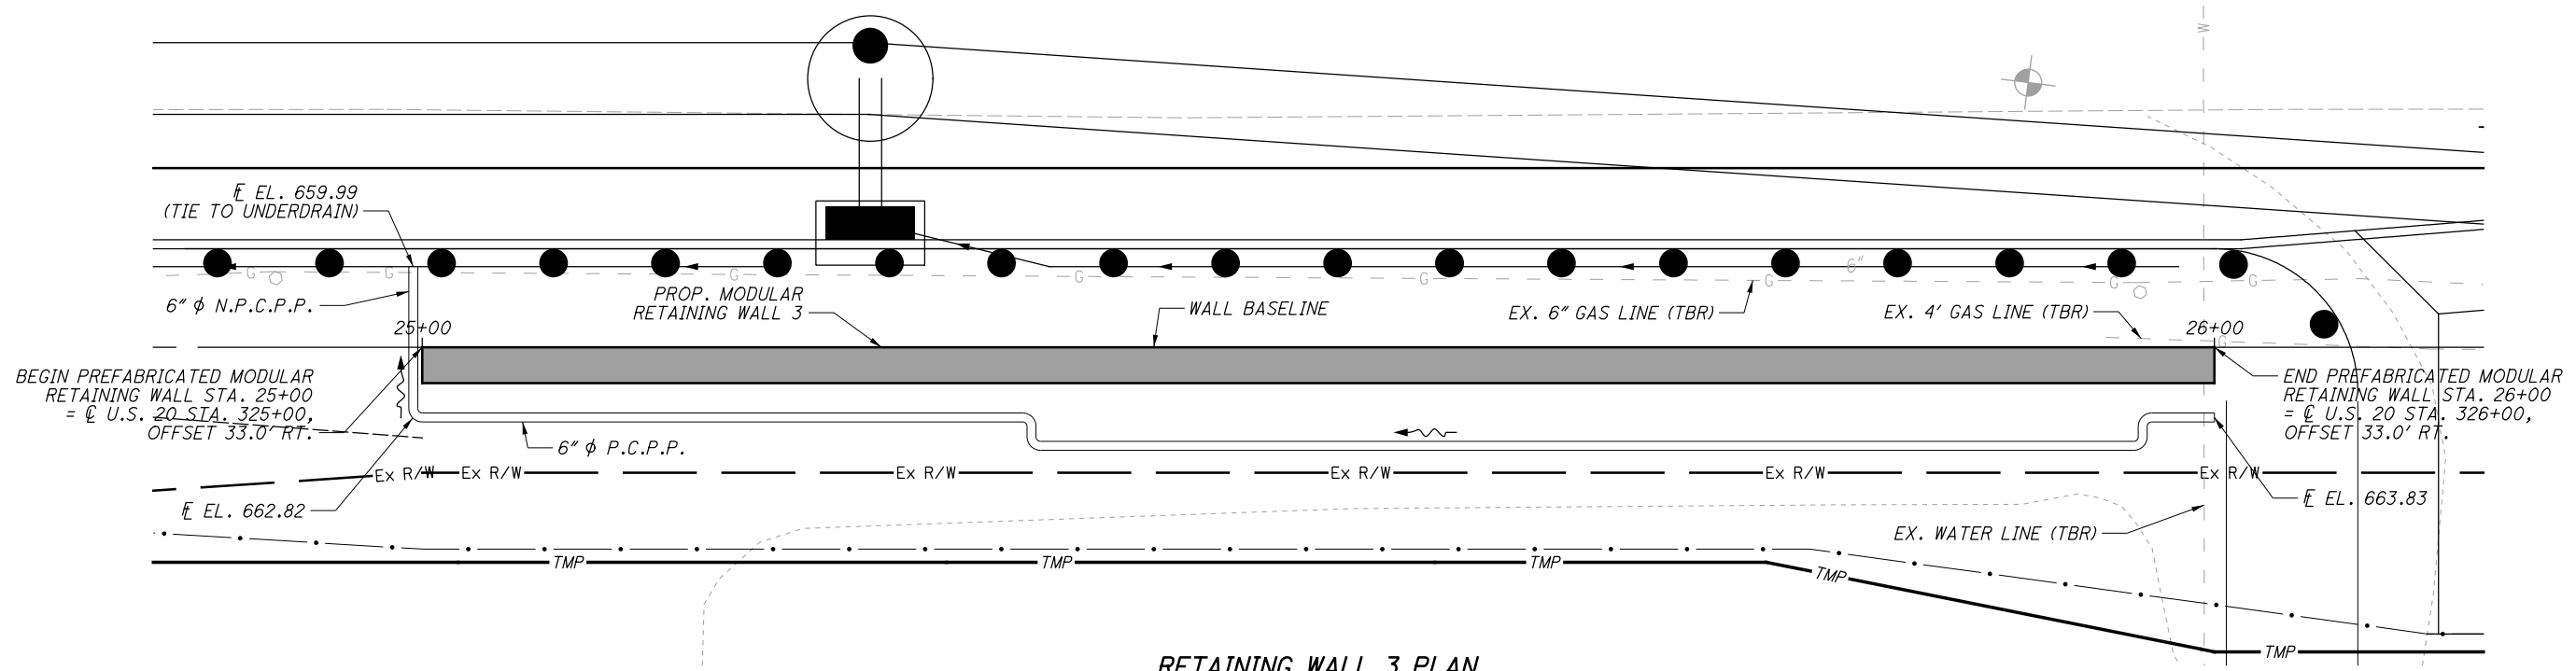 W
₤ EL. 659.99
(TIE TO UNDERDRAIN)
G
G
G
G
G
G
6"
G
G
6" ϕ N.P.C.P.P.
PROP. MODULAR
RETAINING WALL 3
WALL BASELINE
EX. 6" GAS LINE (TBR)
EX. 4' GAS LINE (TBR)
25+00
26+00
G
BEGIN PREFABRICATED MODULAR
RETAINING WALL STA. 25+00
= ℄ U.S. 20 STA. 325+00,
OFFSET 33.0' RT.
END PREFABRICATED MODULAR
RETAINING WALL STA. 26+00
= ℄ U.S. 20 STA. 326+00,
OFFSET 33.0' RT.
6" ϕ P.C.P.P.
Ex R/W
Ex R/W
Ex R/W
Ex R/W
Ex R/W
Ex R/W
₤ EL. 662.82
₤ EL. 663.83
EX. WATER LINE (TBR)
TMP
TMP
TMP
TMP
TMP
RETAINING WALL 3 PLAN